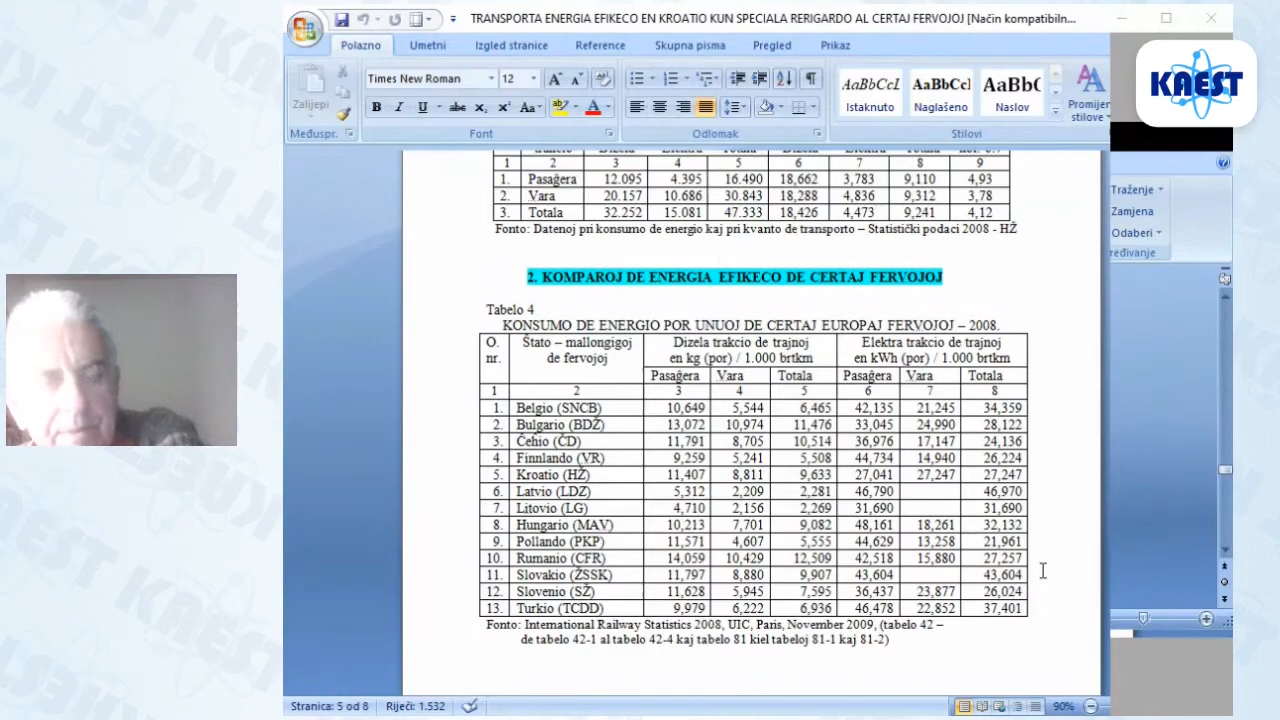 TRANSPORTA ENERGIA EFIKECO EN KROATIO KUN SPECIALA RERIGARDO AL CERTAJ FERVOJOJ [Način kompatibiln...
Polazno Umetni Izgled stranice Reference Skupna pisma Pregled Prikaz
KAEST
Times New Roman 12
AaBbCcI AaBbCcI AaBbC
Zalijepi
Istaknuto Naglašeno Naslov
Promijeni stilove
Međuspr... Font Odlomak Stilovi
Traženje
Zamjena
Odaberi
ređivanje
1 2 3 4 5 6 7 8 9
1. Pasaĝera 12.095 4.395 16.490 18,662 3,783 9,110 4,93
2. Vara 20.157 10.686 30.843 18,288 4,836 9,312 3,78
3. Totala 32.252 15.081 47.333 18,426 4,473 9,241 4,12
Fonto: Datenoj pri konsumo de energio kaj pri kvanto de transporto – Statistički podaci 2008 - HŽ
2. KOMPAROJ DE ENERGIA EFIKECO DE CERTAJ FERVOJOJ
Tabelo 4
KONSUMO DE ENERGIO POR UNUOJ DE CERTAJ EUROPAJ FERVOJOJ – 2008.
O. Ŝtato – mallongigoj Dizela trakcio de trajnoj Elektra trakcio de trajnoj
nr. de fervojoj en kg (por) / 1.000 brtkm en kWh (por) / 1.000 brtkm
Pasaĝera Vara Totala Pasaĝera Vara Totala
1 2 3 4 5 6 7 8
1. Belgio (SNCB) 10,649 5,544 6,465 42,135 21,245 34,359
2. Bulgario (BDŽ) 13,072 10,974 11,476 33,045 24,990 28,122
3. Ĉehio (ČD) 11,791 8,705 10,514 36,976 17,147 24,136
4. Finnlando (VR) 9,259 5,241 5,508 44,734 14,940 26,224
5. Kroatio (HŽ) 11,407 8,811 9,633 27,041 27,247 27,247
6. Latvio (LDZ) 5,312 2,209 2,281 46,790 46,970
7. Litovio (LG) 4,710 2,156 2,269 31,690 31,690
8. Hungario (MAV) 10,213 7,701 9,082 48,161 18,261 32,132
9. Pollando (PKP) 11,571 4,607 5,555 44,629 13,258 21,961
10. Rumanio (CFR) 14,059 10,429 12,509 42,518 15,880 27,257
11. Slovakio (ŽSSK) 11,797 8,880 9,907 43,604 43,604
12. Slovenio (SŽ) 11,628 5,945 7,595 36,437 23,877 26,024
13. Turkio (TCDD) 9,979 6,222 6,936 46,478 22,852 37,401
Fonto: International Railway Statistics 2008, UIC, Paris, November 2009, (tabelo 42 –
de tabelo 42-1 al tabelo 42-4 kaj tabelo 81 kiel tabeloj 81-1 kaj 81-2)
Stranica: 5 od 8 Riječi: 1.532 90%